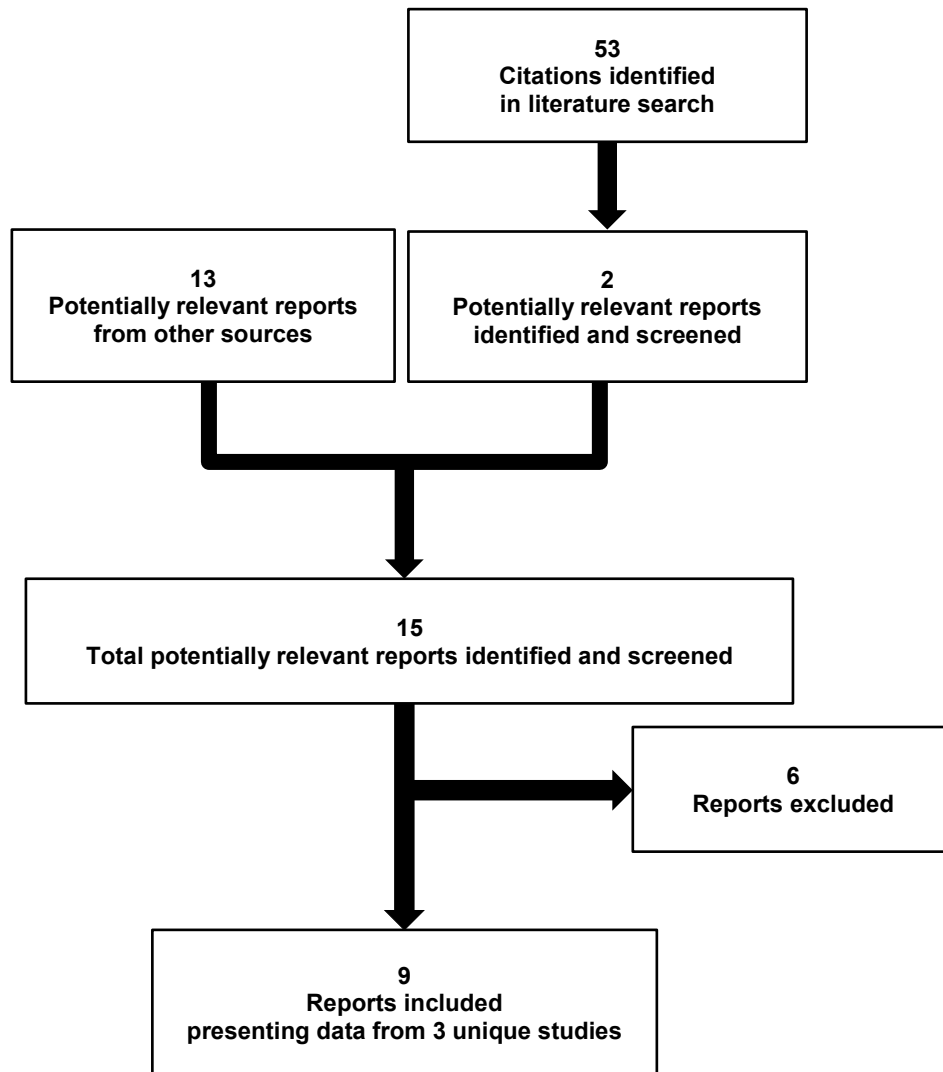 53
Citations identified
in literature search
13
Potentially relevant reports
from other sources
2
Potentially relevant reports
identified and screened
15
Total potentially relevant reports identified and screened
6
Reports excluded
9
Reports included
presenting data from 3 unique studies